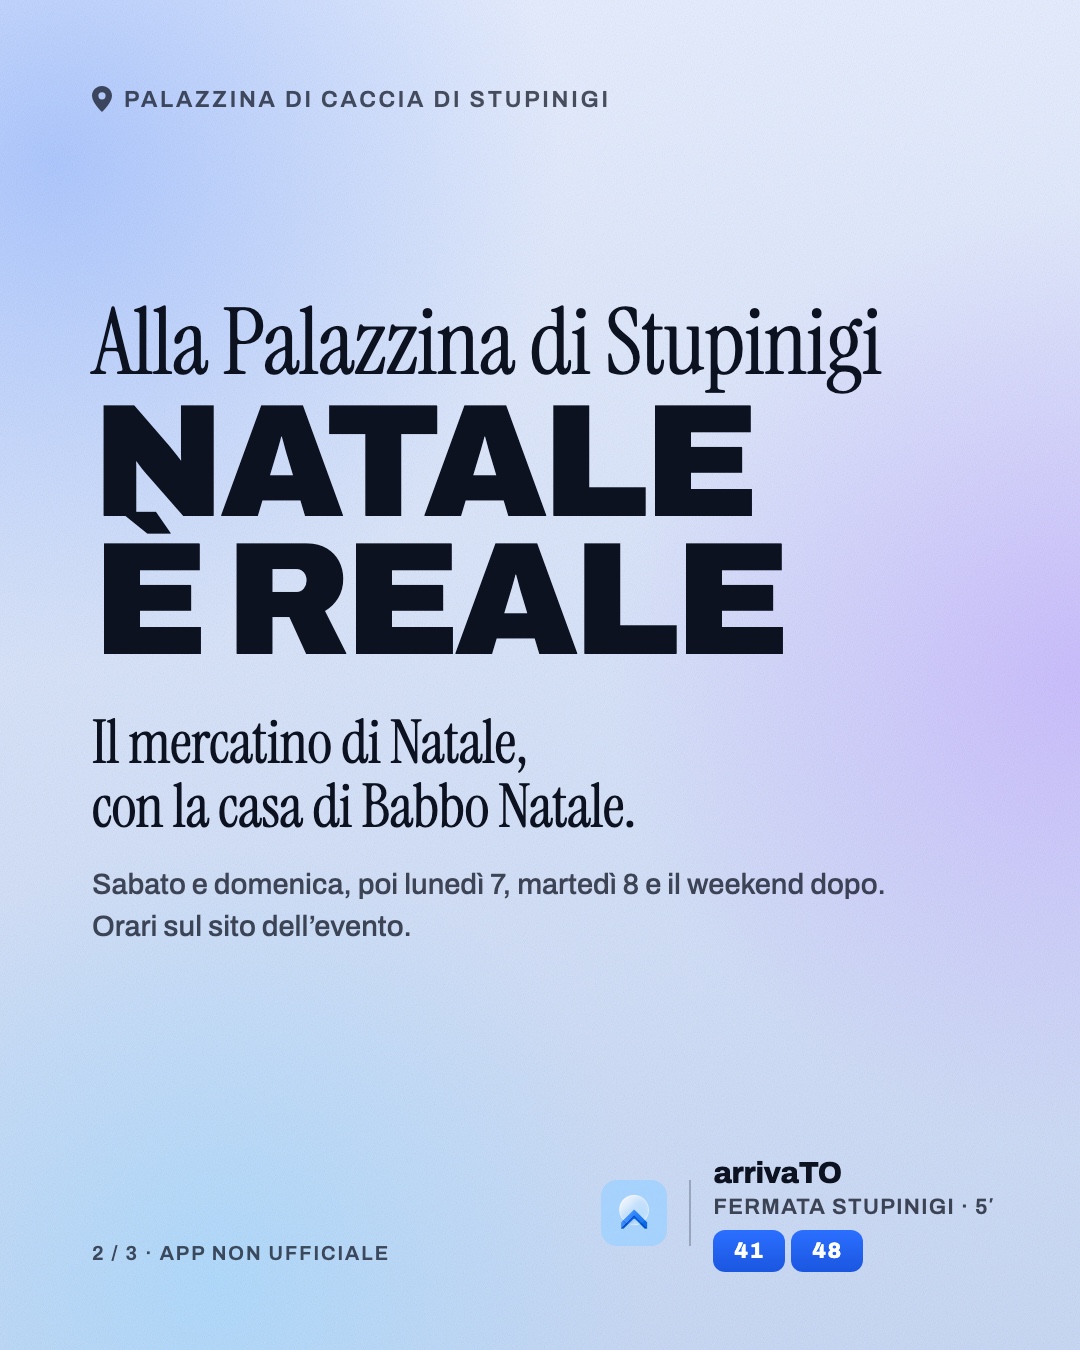 PALAZZINA DI CACCIA DI STUPINIGI
Alla Palazzina di Stupinigi
NATALE
È REALE
Il mercatino di Natale,
con la casa di Babbo Natale.
Sabato e domenica, poi lunedì 7, martedì 8 e il weekend dopo.
Orari sul sito dell’evento.
2 / 3 · APP NON UFFICIALE
arrivaTO
FERMATA STUPINIGI · 5′
41 48